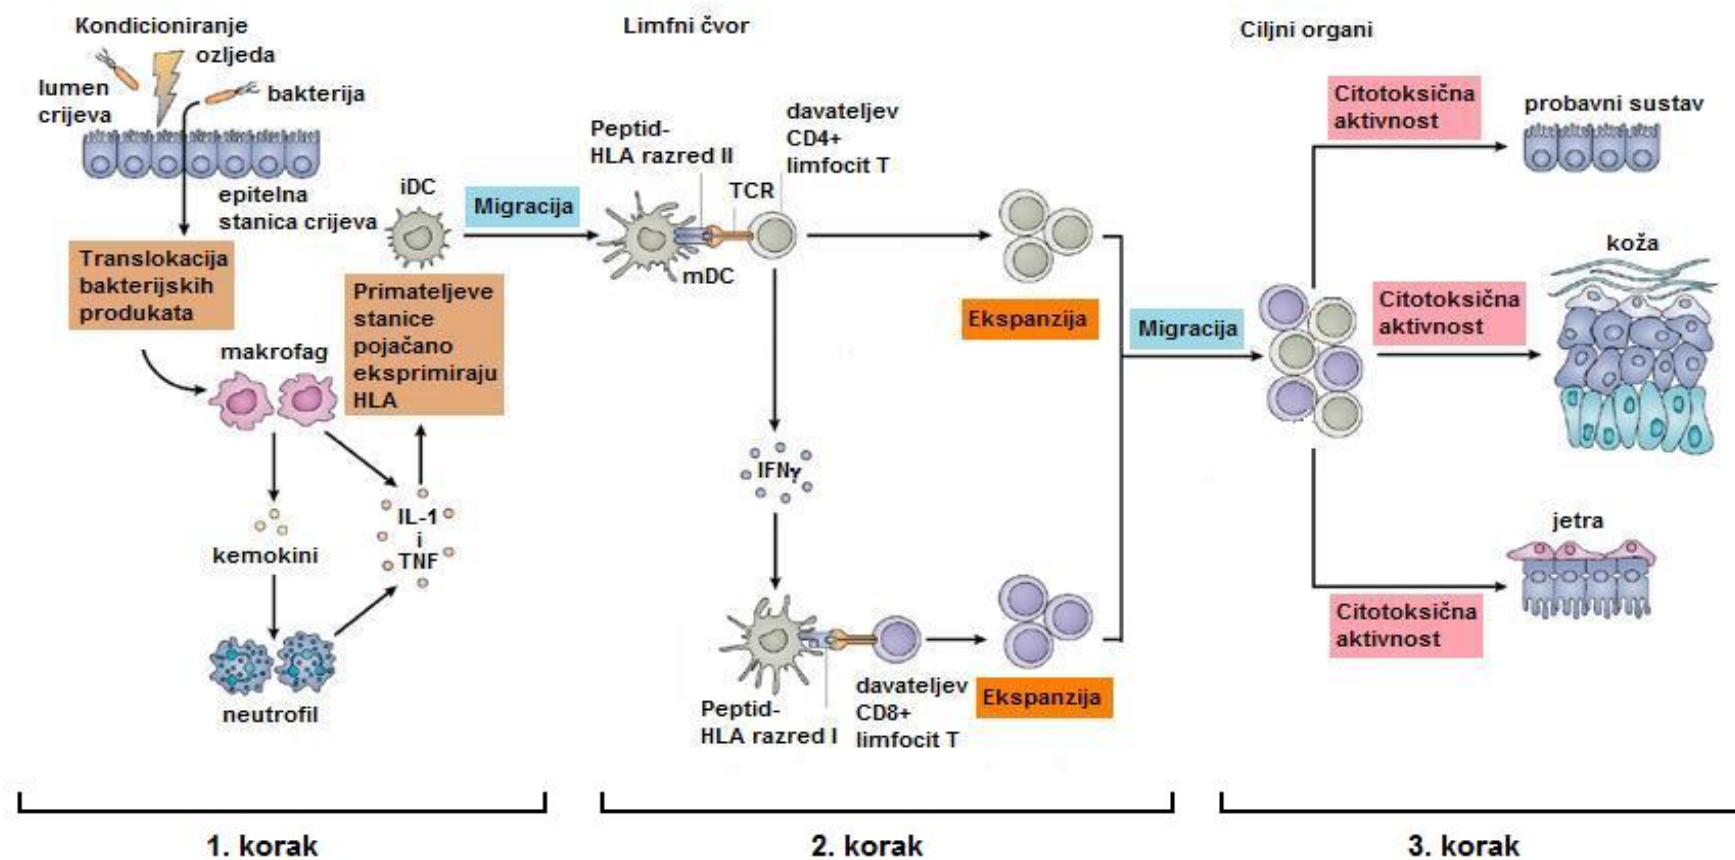 Kondicioniranje
ozljeda
lumen
crijeva
bakterija
epitelna
stanica crijeva
Translokacija
bakterijskih
produkata
makrofag
kemokini
neutrofil
IL-1
i
TNF
Primateljeve
stanice
pojačano
eksprimiraju
HLA
iDC
Migracija
Limfni čvor
Peptid-
HLA razred II
davateljev
CD4+
limfocit T
TCR
mDC
Ekspanzija
IFNγ
Peptid-
HLA razred I
davateljev
CD8+
limfocit T
Ekspanzija
Migracija
Ciljni organi
Citotoksična
aktivnost
probavni sustav
Citotoksična
aktivnost
koža
Citotoksična
aktivnost
jetra
1. korak
2. korak
3. korak